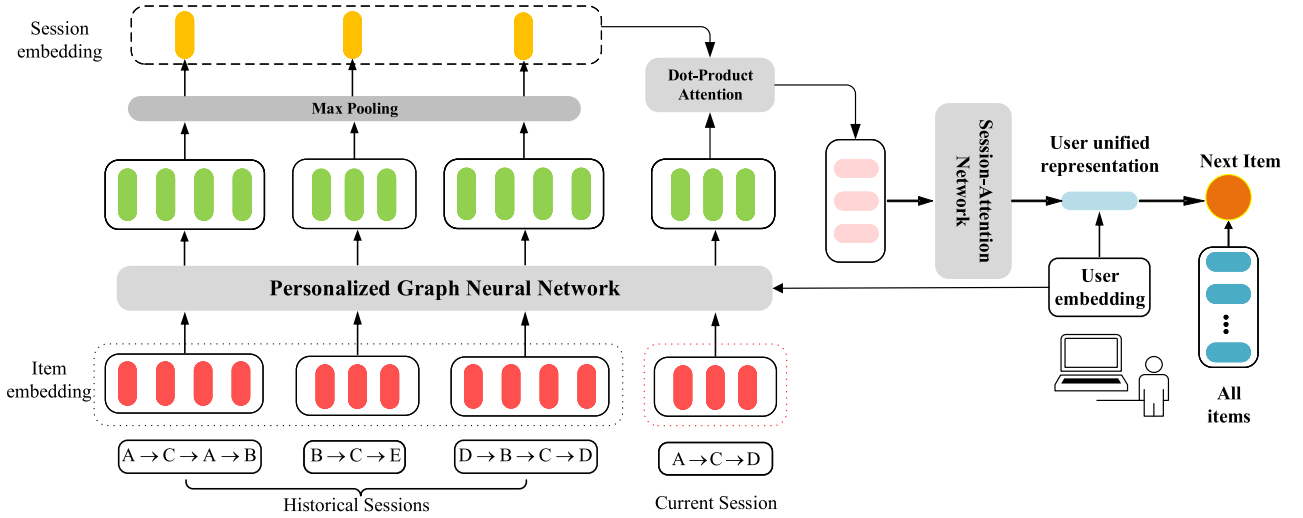 Session
embedding
Max Pooling
Dot-Product
Attention
Session-Attention
Network
User unified
representation
Next Item
Personalized Graph Neural Network
User
embedding
Item
embedding
All
items
A→C→A→B
B→C→E
D→B→C→D
A→C→D
Historical Sessions
Current Session